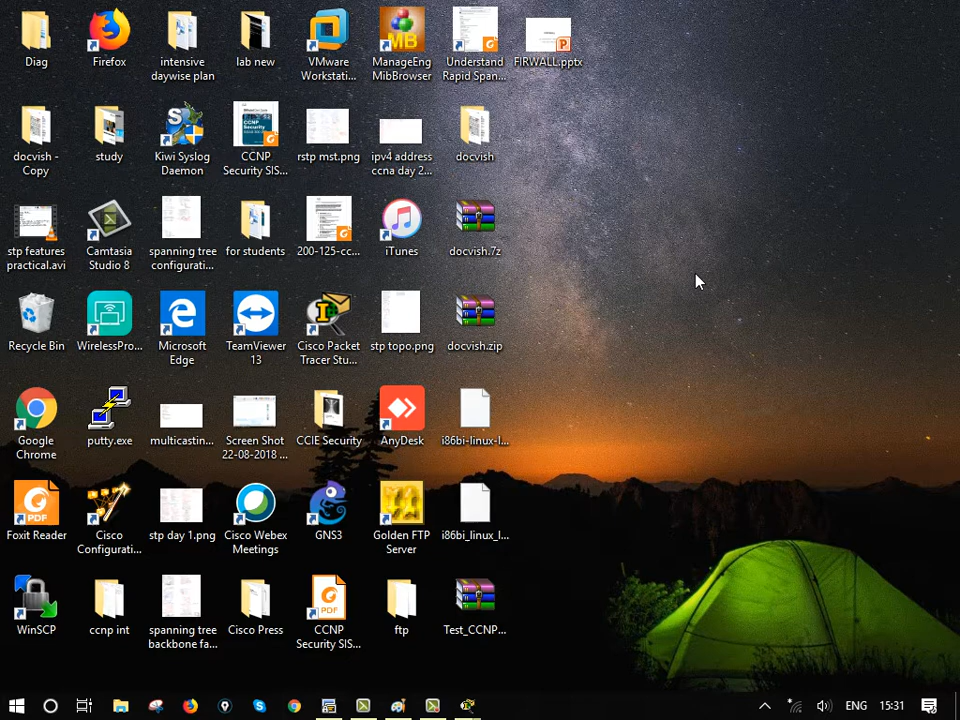 Diag
Firefox
intensive
daywise plan
lab new
VMware
Workstati...
ManageEng
MibBrowser
Understand
Rapid Span...
FIRWALL.pptx
docvish -
Copy
study
Kiwi Syslog
Daemon
CCNP
Security SIS...
rstp mst.png
ipv4 address
ccna day 2...
docvish
stp features
practical.avi
Camtasia
Studio 8
spanning tree
configurati...
for students
200-125-cc...
iTunes
docvish.7z
Recycle Bin
WirelessPro...
Microsoft
Edge
TeamViewer
13
Cisco Packet
Tracer Stu...
stp topo.png
docvish.zip
Google
Chrome
putty.exe
multicastin...
Screen Shot
22-08-2018 ...
CCIE Security
AnyDesk
i86bi-linux-l...
Foxit Reader
Cisco
Configurati...
stp day 1.png
Cisco Webex
Meetings
GNS3
Golden FTP
Server
i86bi_linux_l...
WinSCP
ccnp int
spanning tree
backbone fa...
Cisco Press
CCNP
Security SIS...
ftp
Test_CCNP...
ENG
15:31